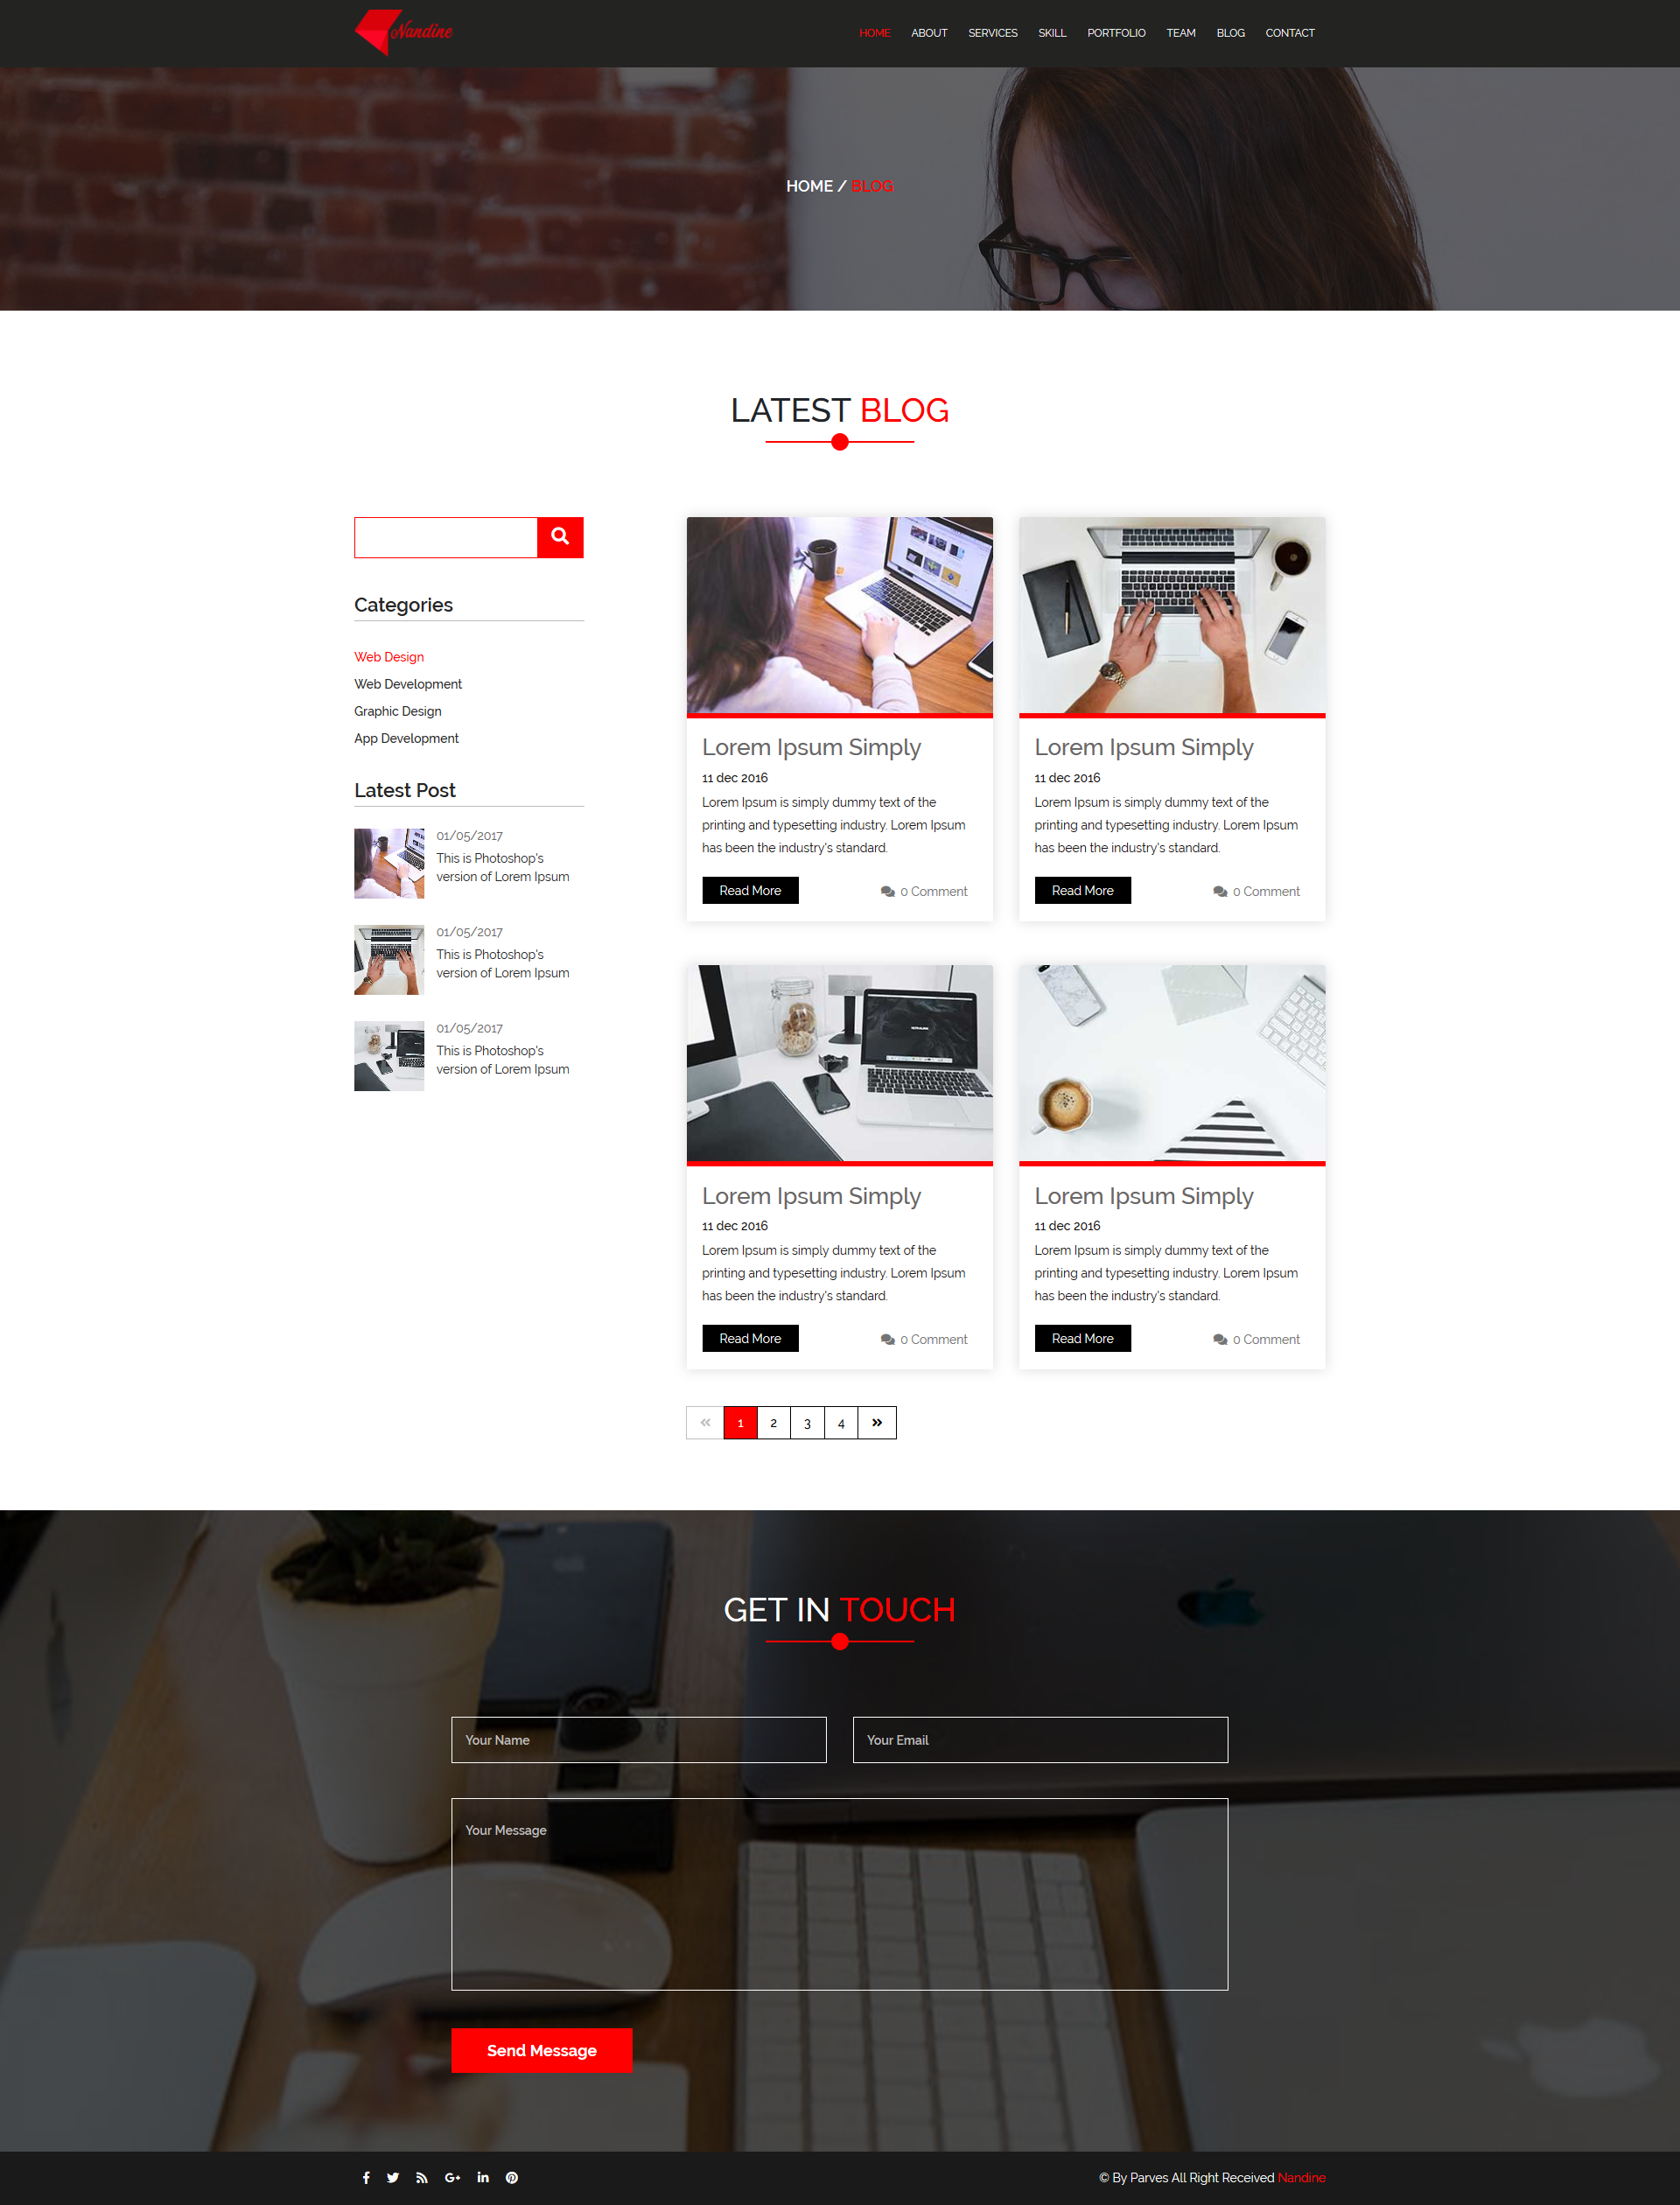 Nandine
HOME ABOUT SERVICES SKILL PORTFOLIO TEAM BLOG CONTACT
HOME / BLOG
LATEST BLOG
Categories
Web Design
Web Development
Graphic Design
App Development
Latest Post
01/05/2017
This is Photoshop's
version of Lorem Ipsum
01/05/2017
This is Photoshop's
version of Lorem Ipsum
01/05/2017
This is Photoshop's
version of Lorem Ipsum
Lorem Ipsum Simply
11 dec 2016
Lorem Ipsum is simply dummy text of the
printing and typesetting industry. Lorem Ipsum
has been the industry's standard.
Read More 0 Comment
Lorem Ipsum Simply
11 dec 2016
Lorem Ipsum is simply dummy text of the
printing and typesetting industry. Lorem Ipsum
has been the industry's standard.
Read More 0 Comment
Lorem Ipsum Simply
11 dec 2016
Lorem Ipsum is simply dummy text of the
printing and typesetting industry. Lorem Ipsum
has been the industry's standard.
Read More 0 Comment
Lorem Ipsum Simply
11 dec 2016
Lorem Ipsum is simply dummy text of the
printing and typesetting industry. Lorem Ipsum
has been the industry's standard.
Read More 0 Comment
« 1 2 3 4 »
GET IN TOUCH
Your Name
Your Email
Your Message
Send Message
© By Parves All Right Received Nandine